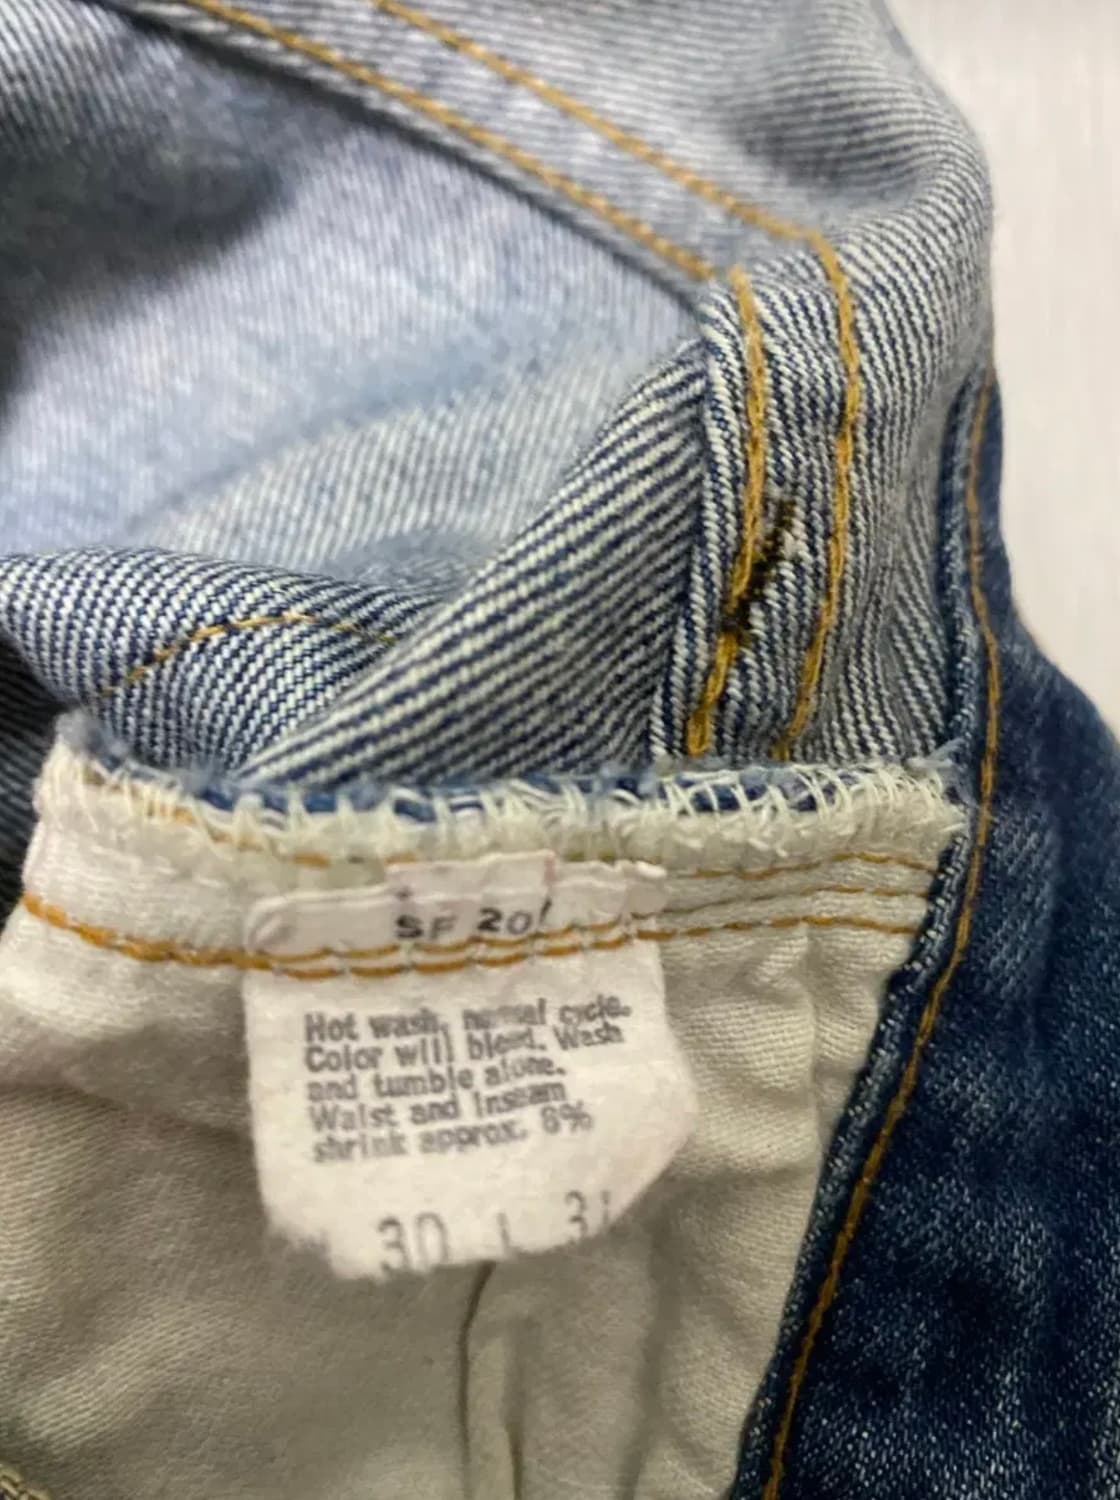 SF 20
Hot wash, normal cycle.
Color will bleed. Wash
and tumble alone.
Waist and Inseam
shrink approx. 8%
30